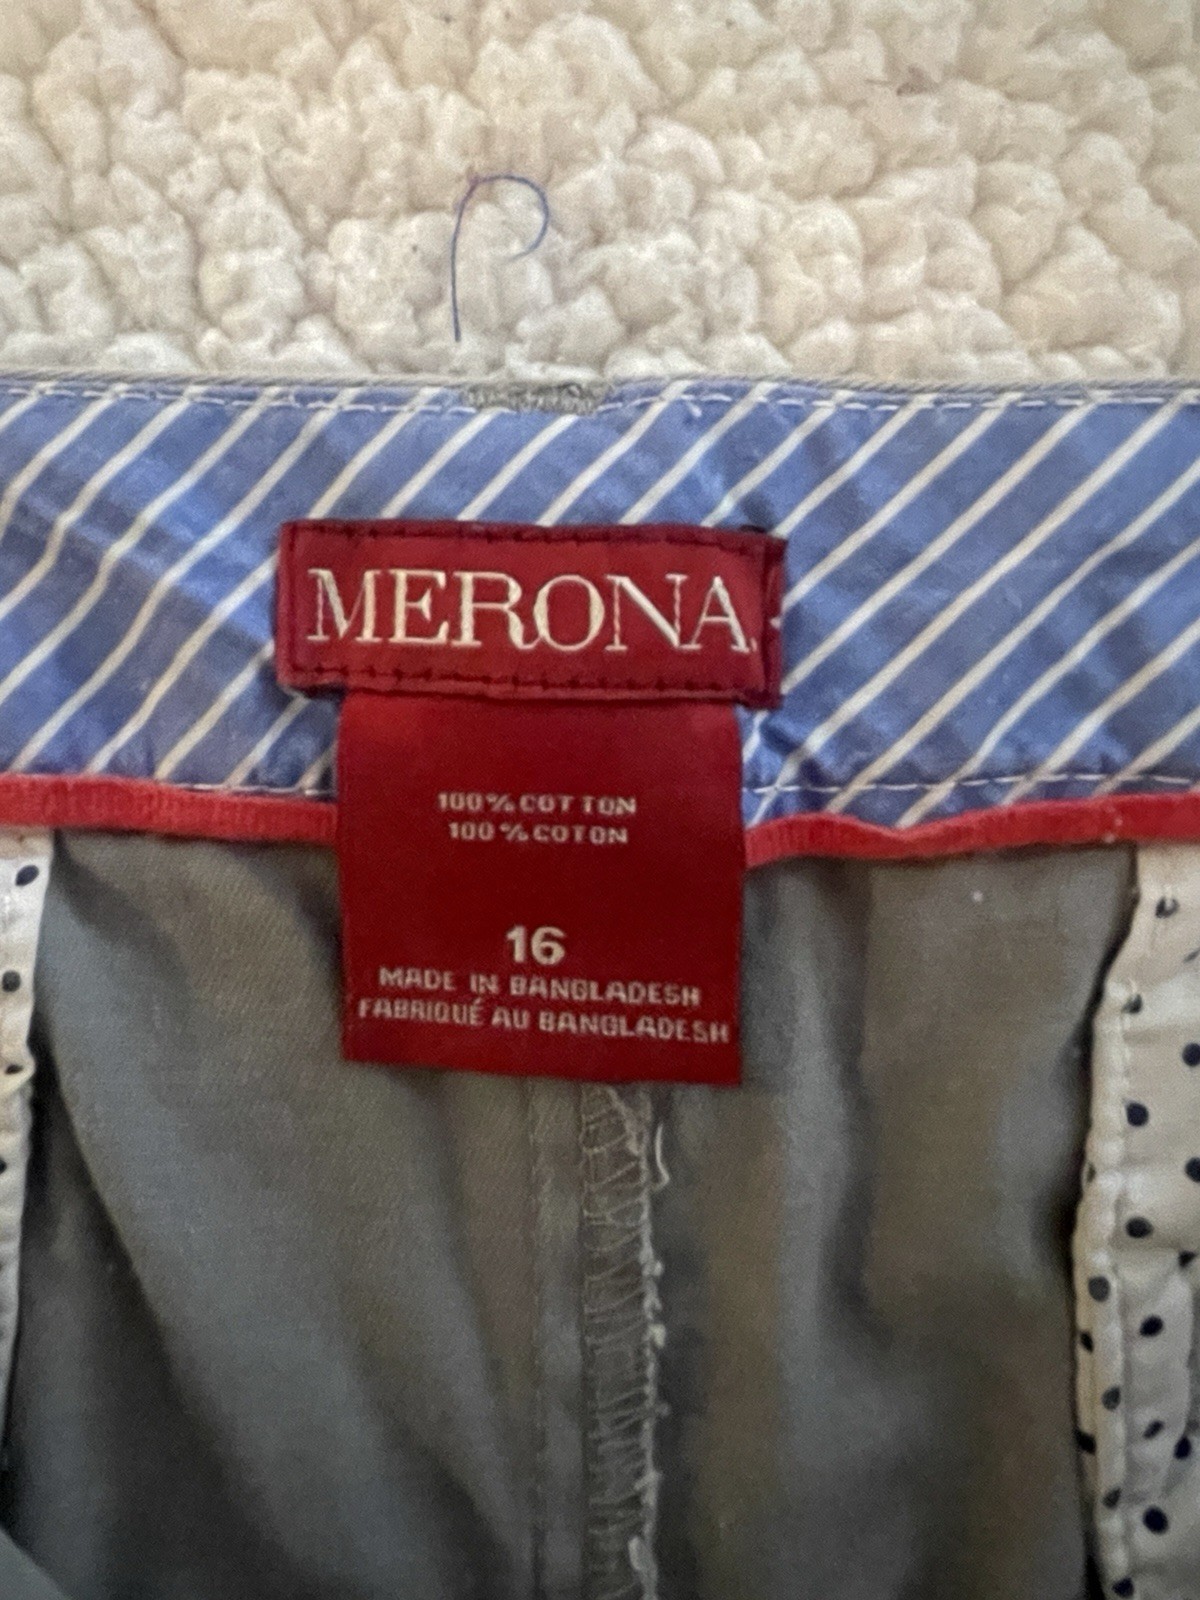 MERONA
100% COTTON
100% COTON
16
MADE IN BANGLADESH
FABRIQUÉ AU BANGLADESH